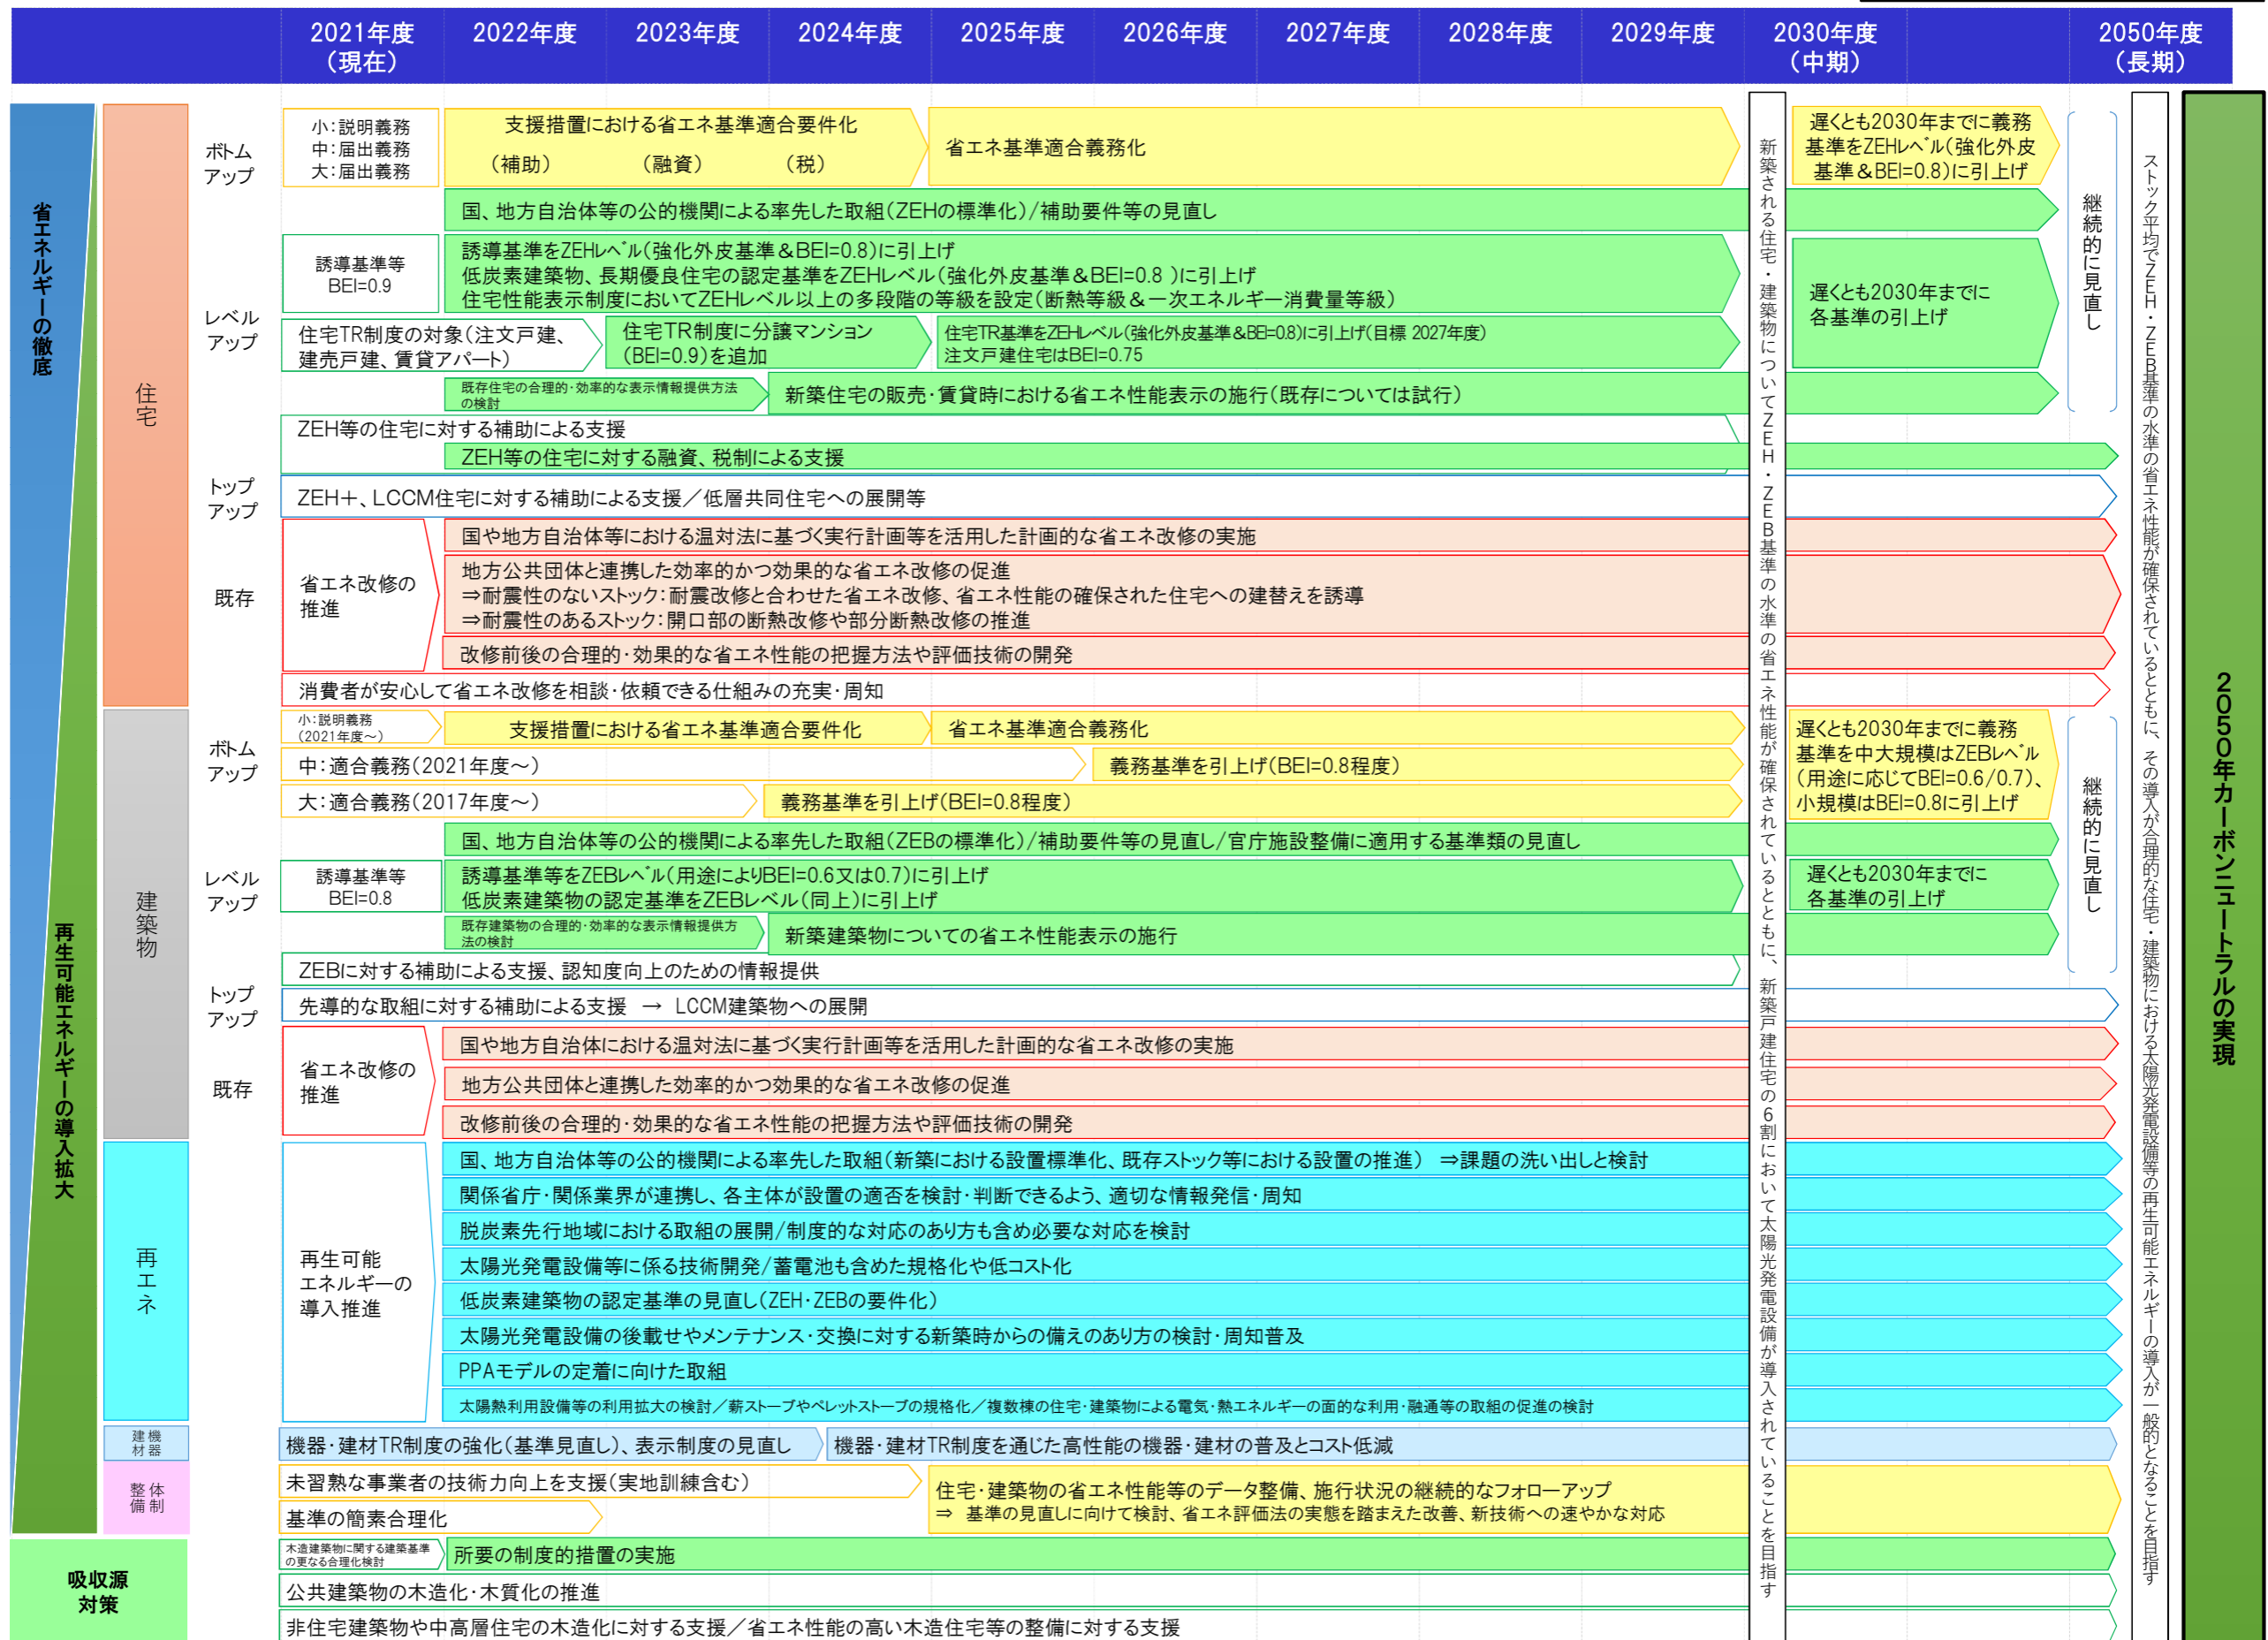 2021年度
（現在）
2022年度
2023年度
2024年度
2025年度
2026年度
2027年度
2028年度
2029年度
2030年度
（中期）
2050年度
（長期）
省エネルギーの徹底
再生可能エネルギーの導入拡大
住宅
ボトム
アップ
小：説明義務
中：届出義務
大：届出義務
支援措置における省エネ基準適合要件化
（補助）　（融資）　（税）
省エネ基準適合義務化
遅くとも2030年までに義務
基準をZEHレベル（強化外皮
基準＆BEI=0.8）に引上げ
国、地方自治体等の公的機関による率先した取組（ZEHの標準化）/補助要件等の見直し
レベル
アップ
誘導基準等
BEI=0.9
誘導基準をZEHレベル（強化外皮基準＆BEI=0.8）に引上げ
低炭素建築物、長期優良住宅の認定基準をZEHレベル（強化外皮基準＆BEI=0.8 ）に引上げ
住宅性能表示制度においてZEHレベル以上の多段階の等級を設定（断熱等級＆一次エネルギー消費量等級）
遅くとも2030年までに
各基準の引上げ
住宅TR制度の対象（注文戸建、
建売戸建、賃貸アパート）
住宅TR制度に分譲マンション
（BEI=0.9）を追加
住宅TR基準をZEHレベル（強化外皮基準＆BEI=0.8）に引上げ（目標 2027年度）
注文戸建住宅はBEI=0.75
既存住宅の合理的・効率的な表示情報提供方法
の検討
新築住宅の販売・賃貸時における省エネ性能表示の施行（既存については試行）
継続的に見直し
ZEH等の住宅に対する補助による支援
ZEH等の住宅に対する融資、税制による支援
トップ
アップ
ZEH＋、LCCM住宅に対する補助による支援／低層共同住宅への展開等
既存
省エネ改修の
推進
国や地方自治体等における温対法に基づく実行計画等を活用した計画的な省エネ改修の実施
地方公共団体と連携した効率的かつ効果的な省エネ改修の促進
⇒耐震性のないストック：耐震改修と合わせた省エネ改修、省エネ性能の確保された住宅への建替えを誘導
⇒耐震性のあるストック：開口部の断熱改修や部分断熱改修の推進
改修前後の合理的・効果的な省エネ性能の把握方法や評価技術の開発
消費者が安心して省エネ改修を相談・依頼できる仕組みの充実・周知
建築物
ボトム
アップ
小：説明義務
（2021年度～）
支援措置における省エネ基準適合要件化
省エネ基準適合義務化
中：適合義務（2021年度～）
義務基準を引上げ（BEI=0.8程度）
大：適合義務（2017年度～）
義務基準を引上げ（BEI=0.8程度）
遅くとも2030年までに義務
基準を中大規模はZEBレベル
（用途に応じてBEI=0.6/0.7）、
小規模はBEI=0.8に引上げ
国、地方自治体等の公的機関による率先した取組（ZEBの標準化）/補助要件等の見直し/官庁施設整備に適用する基準類の見直し
レベル
アップ
誘導基準等
BEI=0.8
誘導基準等をZEBレベル（用途によりBEI=0.6又は0.7）に引上げ
低炭素建築物の認定基準をZEBレベル（同上）に引上げ
遅くとも2030年までに
各基準の引上げ
既存建築物の合理的・効率的な表示情報提供方
法の検討
新築建築物についての省エネ性能表示の施行
継続的に見直し
ZEBに対する補助による支援、認知度向上のための情報提供
トップ
アップ
先導的な取組に対する補助による支援　→　LCCM建築物への展開
既存
省エネ改修の
推進
国や地方自治体における温対法に基づく実行計画等を活用した計画的な省エネ改修の実施
地方公共団体と連携した効率的かつ効果的な省エネ改修の促進
改修前後の合理的・効果的な省エネ性能の把握方法や評価技術の開発
再エネ
再生可能
エネルギーの
導入推進
国、地方自治体等の公的機関による率先した取組（新築における設置標準化、既存ストック等における設置の推進）　⇒課題の洗い出しと検討
関係省庁・関係業界が連携し、各主体が設置の適否を検討・判断できるよう、適切な情報発信・周知
脱炭素先行地域における取組の展開/制度的な対応のあり方も含め必要な対応を検討
太陽光発電設備等に係る技術開発/蓄電池も含めた規格化や低コスト化
低炭素建築物の認定基準の見直し（ZEH・ZEBの要件化）
太陽光発電設備の後載せやメンテナンス・交換に対する新築時からの備えのあり方の検討・周知普及
PPAモデルの定着に向けた取組
太陽熱利用設備等の利用拡大の検討／薪ストーブやペレットストーブの規格化／複数棟の住宅・建築物による電気・熱エネルギーの面的な利用・融通等の取組の促進の検討
機器
建材
機器・建材TR制度の強化（基準見直し）、表示制度の見直し
機器・建材TR制度を通じた高性能の機器・建材の普及とコスト低減
体制
整備
未習熟な事業者の技術力向上を支援（実地訓練含む）
基準の簡素合理化
住宅・建築物の省エネ性能等のデータ整備、施行状況の継続的なフォローアップ
⇒　基準の見直しに向けて検討、省エネ評価法の実態を踏まえた改善、新技術への速やかな対応
吸収源
対策
木造建築物に関する建築基準
の更なる合理化検討
所要の制度的措置の実施
公共建築物の木造化・木質化の推進
非住宅建築物や中高層住宅の木造化に対する支援／省エネ性能の高い木造住宅等の整備に対する支援
新築される住宅・建築物についてZEH・ZEB基準の水準の省エネ性能が確保されているとともに、新築戸建住宅の6割において太陽光発電設備が導入されていることを目指す
ストック平均でZEH・ZEB基準の水準の省エネ性能が確保されているとともに、その導入が合理的な住宅・建築物における太陽光発電設備等の再生可能エネルギーの導入が一般的となることを目指す
2050年カーボンニュートラルの実現